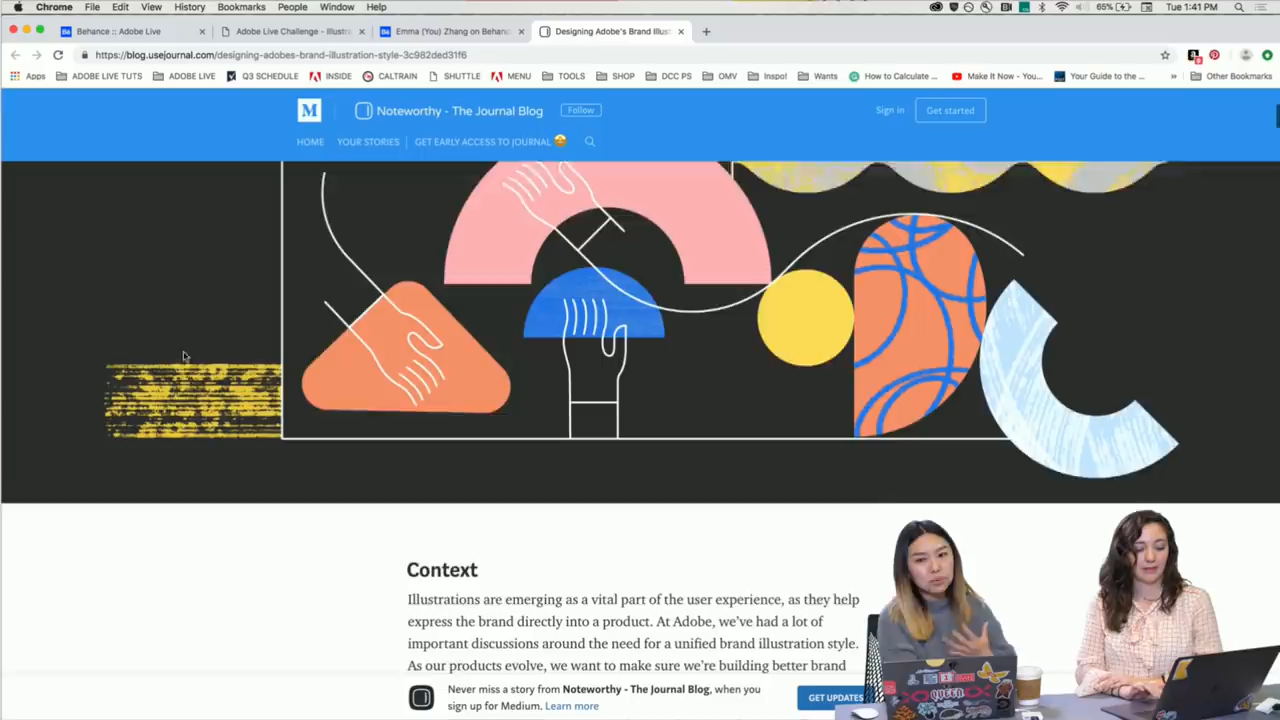 Chrome File Edit View History Bookmarks People Window Help 65% Tue 1:41 PM
Behance :: Adobe Live Adobe Live Challenge - Illustra Emma (You) Zhang on Behanc Designing Adobe's Brand Illust
https://blog.usejournal.com/designing-adobes-brand-illustration-style-3c982ded31f6
Apps ADOBE LIVE TUTS ADOBE LIVE Q3 SCHEDULE INSIDE CALTRAIN SHUTTLE MENU TOOLS SHOP DCC PS OMV Inspo! Wants How to Calculate ... Make It Now - You... Your Guide to the ... » Other Bookmarks
M Noteworthy - The Journal Blog Follow Sign in Get started
HOME YOUR STORIES GET EARLY ACCESS TO JOURNAL 🤩
Context
Illustrations are emerging as a vital part of the user experience, as they help
express the brand directly into a product. At Adobe, we've had a lot of
important discussions around the need for a unified brand illustration style.
As our products evolve, we want to make sure we're building better brand
Never miss a story from Noteworthy - The Journal Blog, when you
sign up for Medium. Learn more
GET UPDATES
QUEEN